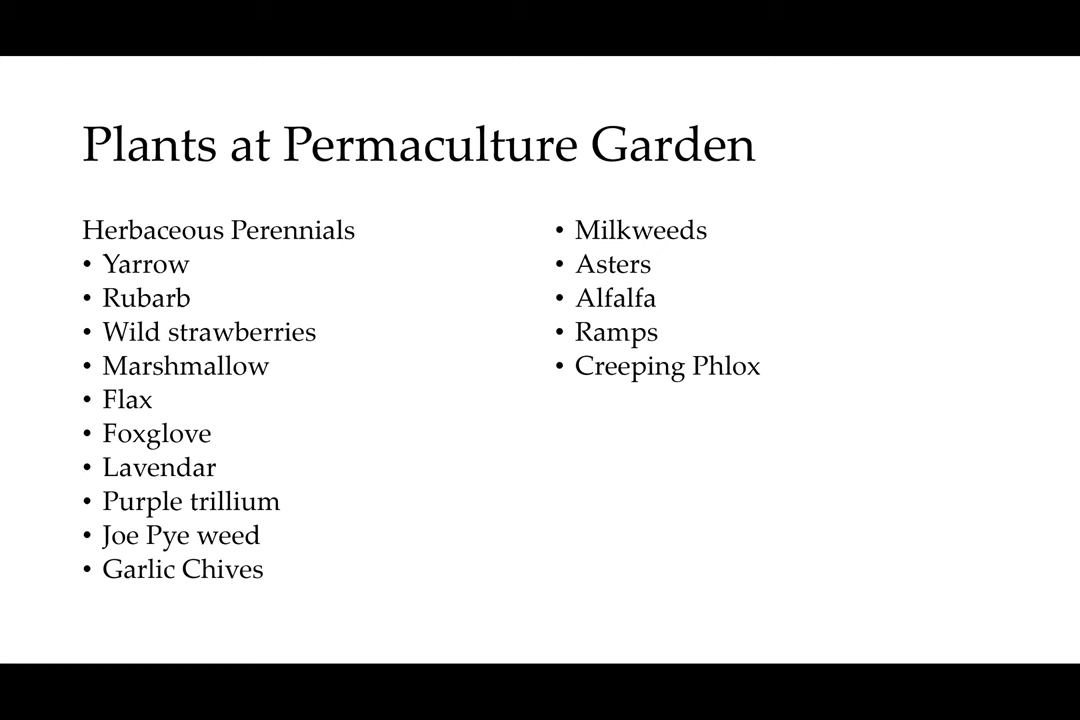 Plants at Permaculture Garden
Herbaceous Perennials
• Yarrow
• Rubarb
• Wild strawberries
• Marshmallow
• Flax
• Foxglove
• Lavendar
• Purple trillium
• Joe Pye weed
• Garlic Chives
• Milkweeds
• Asters
• Alfalfa
• Ramps
• Creeping Phlox